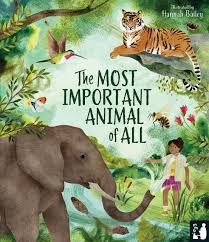 Illustrated by
Hannah Bailey
The MOST
IMPORTANT
ANIMAL
of ALL